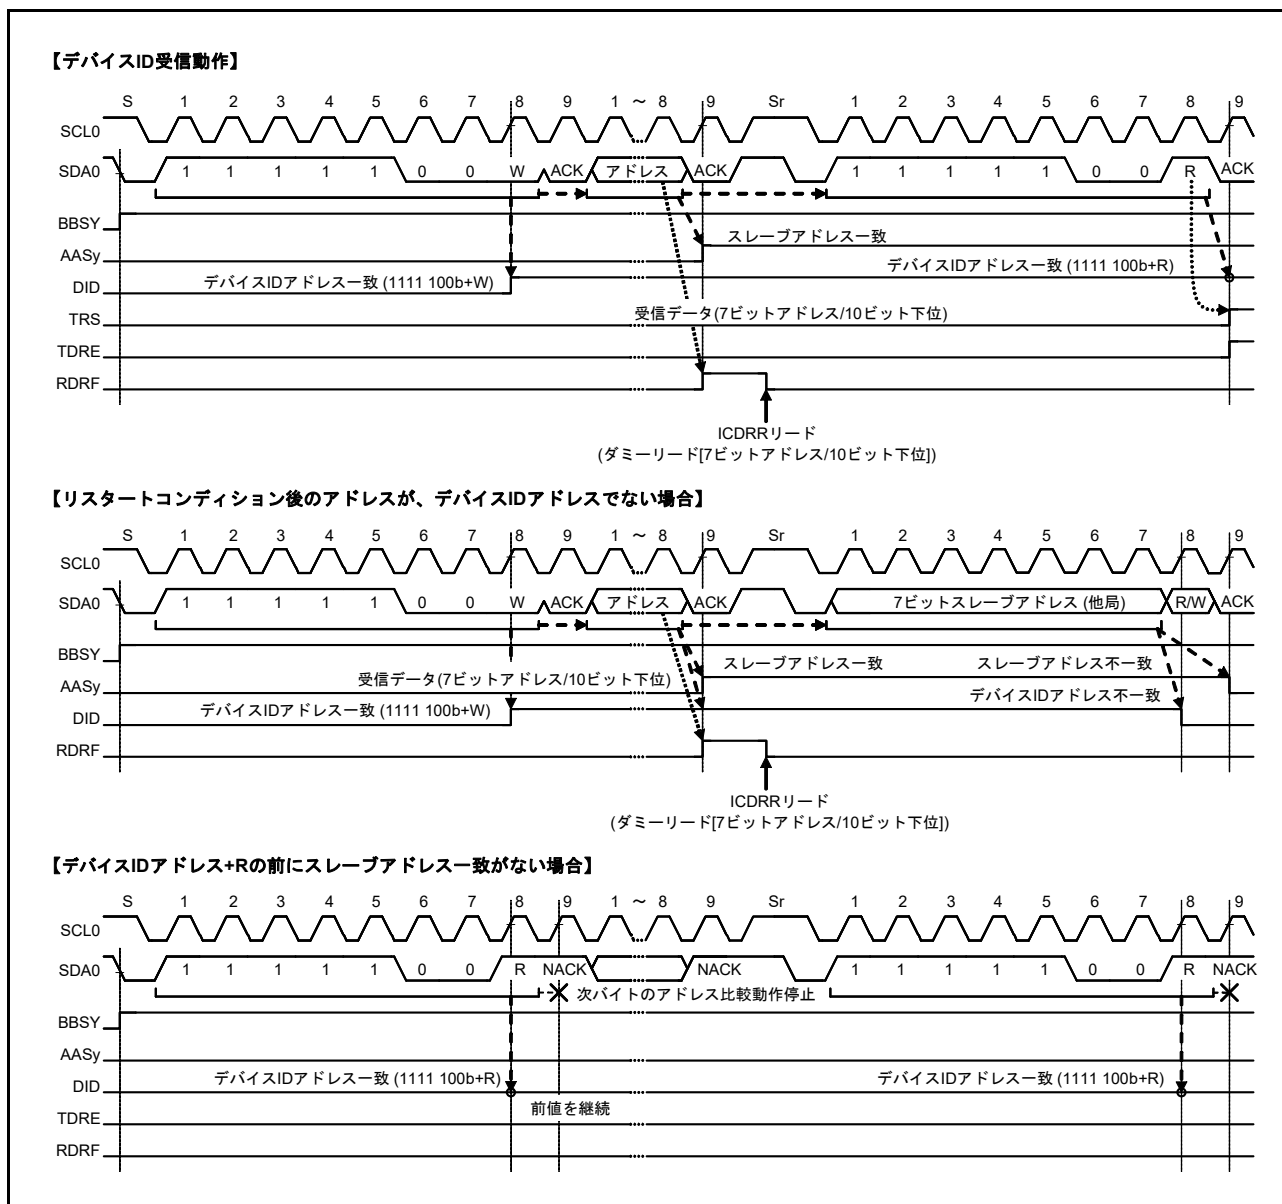 【デバイスID受信動作】
S 1 2 3 4 5 6 7 8 9 1 ~ 8 9 Sr 1 2 3 4 5 6 7 8 9
SCL0
SDA0 1 1 1 1 1 0 0 W ACK アドレス ACK 1 1 1 1 1 0 0 R ACK
BBSY
スレーブアドレス一致
AASy
デバイスIDアドレス一致 (1111 100b+W) デバイスIDアドレス一致 (1111 100b+R)
DID
TRS 受信データ(7ビットアドレス/10ビット下位)
TDRE
RDRF
ICDRRリード
(ダミーリード[7ビットアドレス/10ビット下位])
【リスタートコンディション後のアドレスが、デバイスIDアドレスでない場合】
S 1 2 3 4 5 6 7 8 9 1 ~ 8 9 Sr 1 2 3 4 5 6 7 8 9
SCL0
SDA0 1 1 1 1 1 0 0 W ACK アドレス ACK 7ビットスレーブアドレス (他局) R/W ACK
BBSY
スレーブアドレス一致 スレーブアドレス不一致
AASy 受信データ(7ビットアドレス/10ビット下位)
デバイスIDアドレス不一致
DID デバイスIDアドレス一致 (1111 100b+W)
RDRF
ICDRRリード
(ダミーリード[7ビットアドレス/10ビット下位])
【デバイスIDアドレス+Rの前にスレーブアドレス一致がない場合】
S 1 2 3 4 5 6 7 8 9 1 ~ 8 9 Sr 1 2 3 4 5 6 7 8 9
SCL0
SDA0 1 1 1 1 1 0 0 R NACK NACK 1 1 1 1 1 0 0 R NACK
次バイトのアドレス比較動作停止
BBSY
AASy
デバイスIDアドレス一致 (1111 100b+R) デバイスIDアドレス一致 (1111 100b+R)
DID
前値を継続
TDRE
RDRF